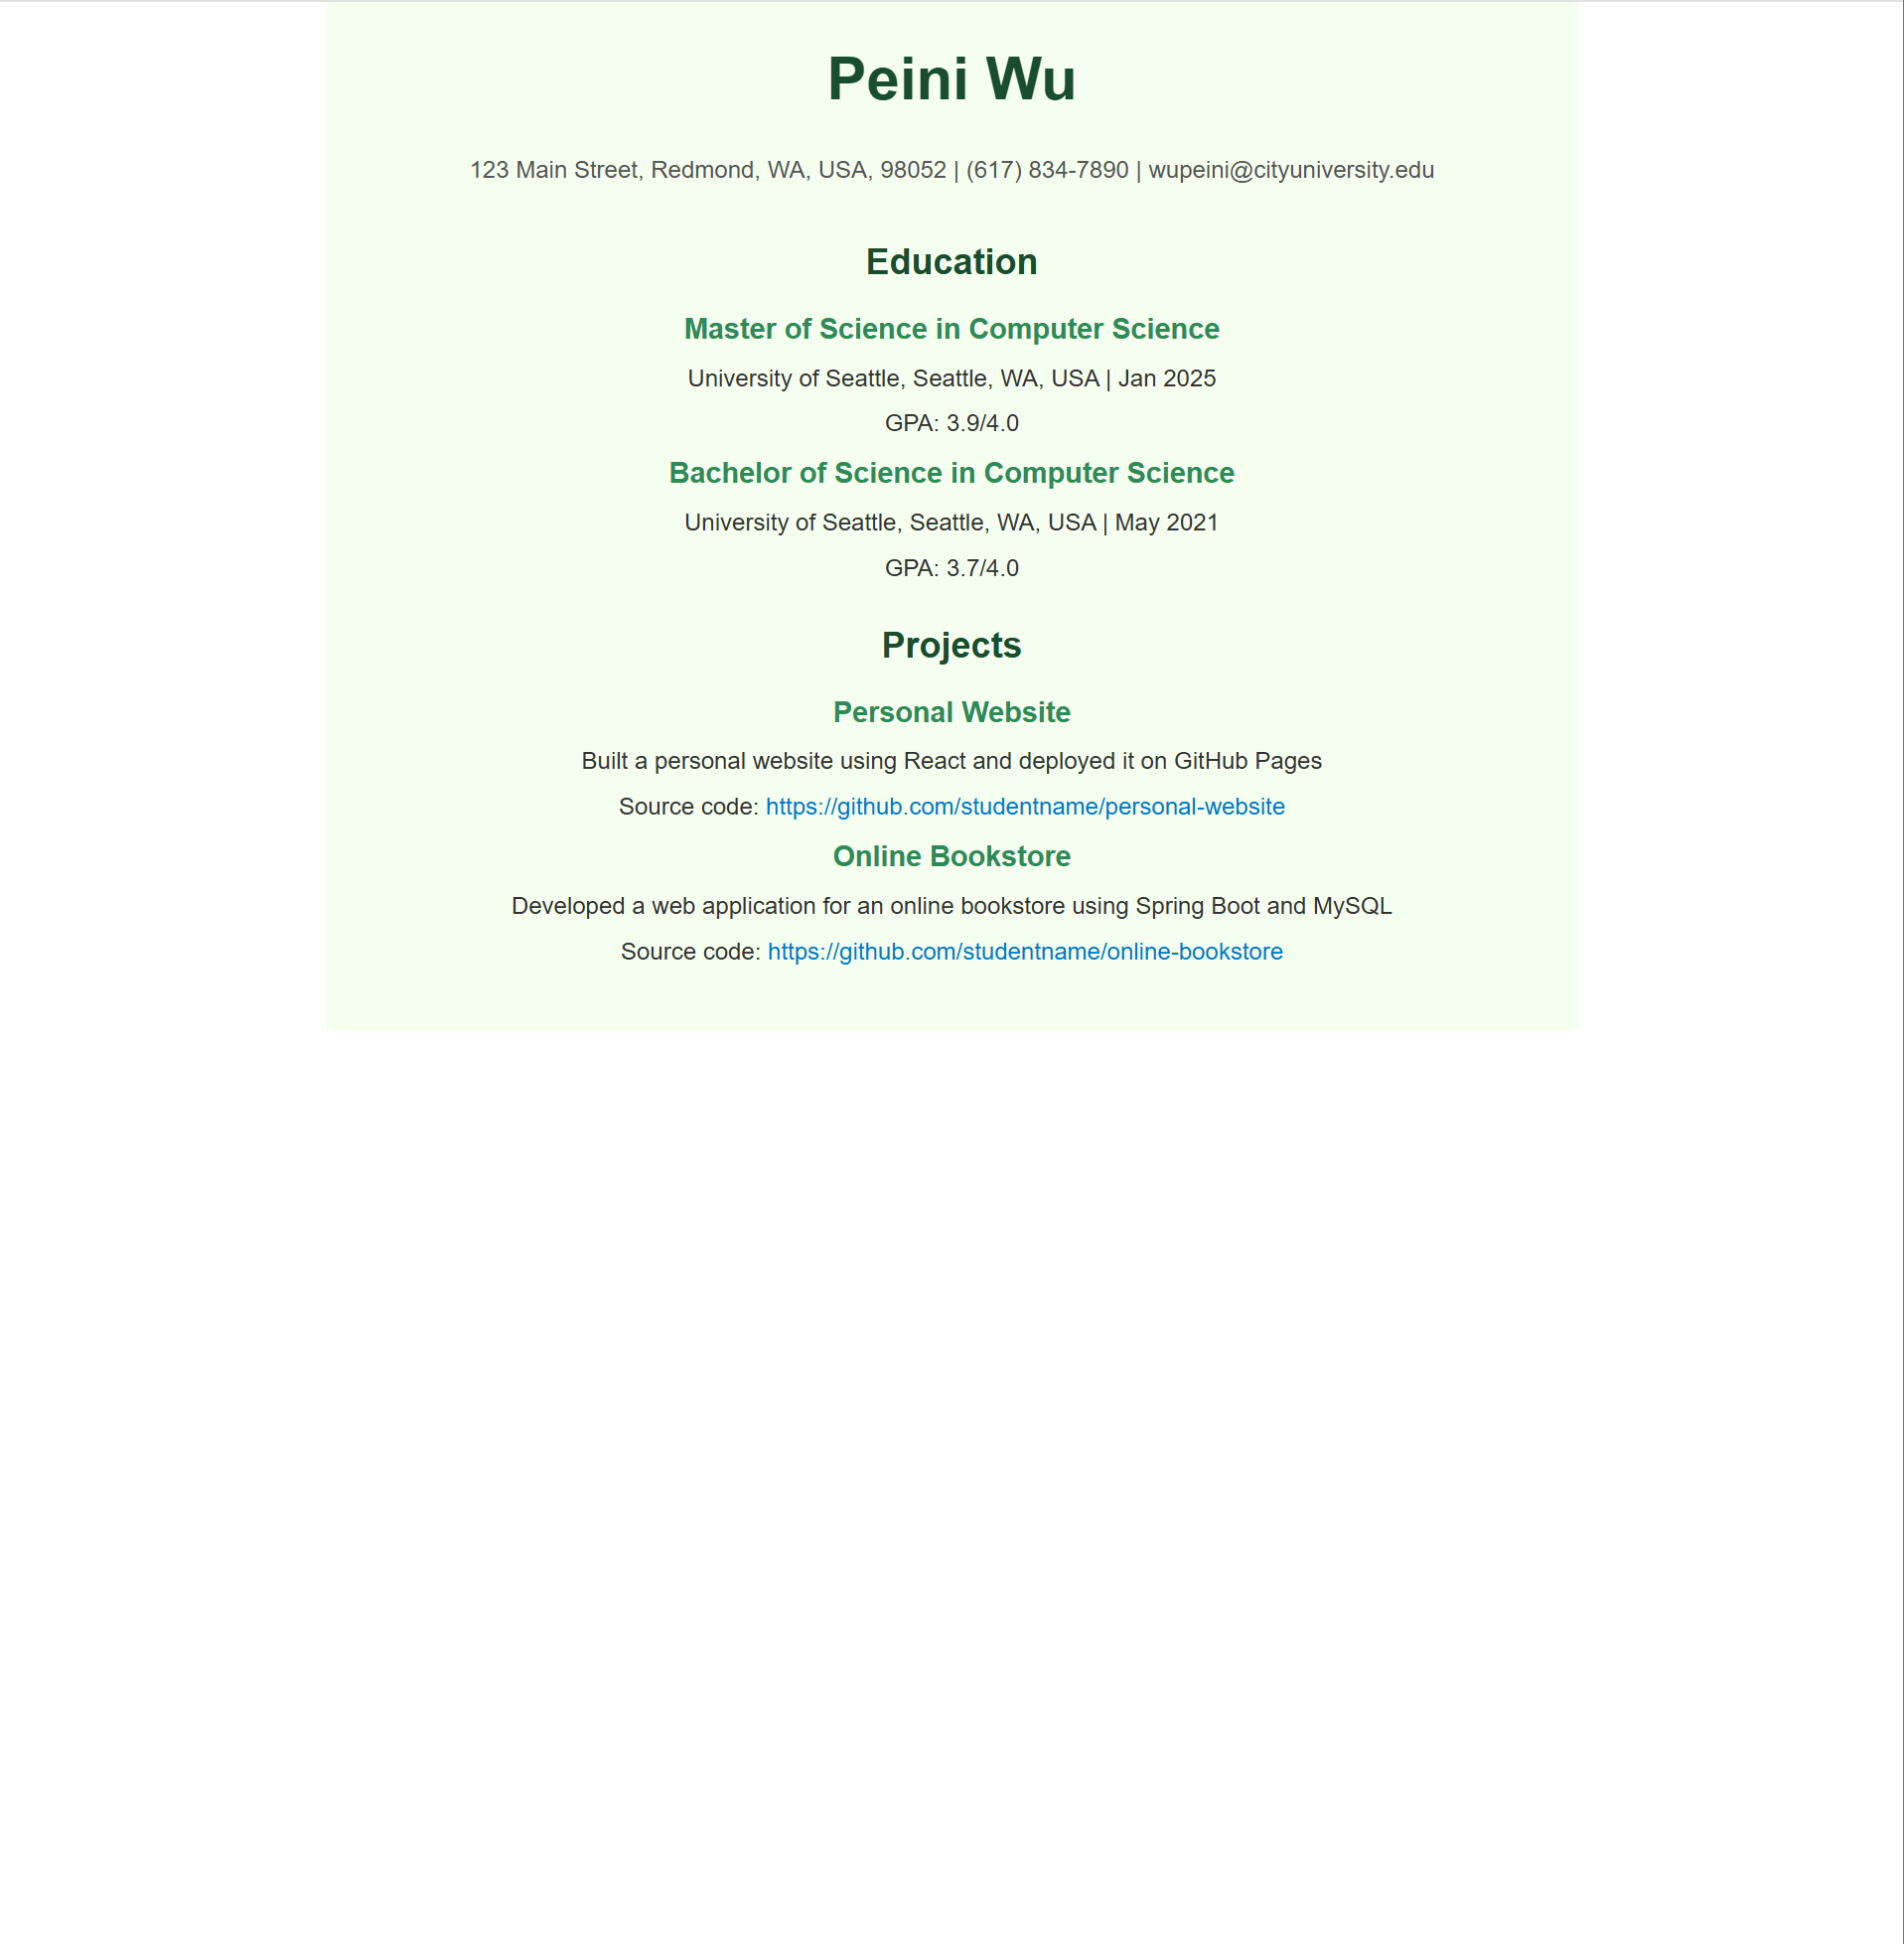 Peini Wu
123 Main Street, Redmond, WA, USA, 98052 | (617) 834-7890 | wupeini@cityuniversity.edu
Education
Master of Science in Computer Science
University of Seattle, Seattle, WA, USA | Jan 2025
GPA: 3.9/4.0
Bachelor of Science in Computer Science
University of Seattle, Seattle, WA, USA | May 2021
GPA: 3.7/4.0
Projects
Personal Website
Built a personal website using React and deployed it on GitHub Pages
Source code: https://github.com/studentname/personal-website
Online Bookstore
Developed a web application for an online bookstore using Spring Boot and MySQL
Source code: https://github.com/studentname/online-bookstore